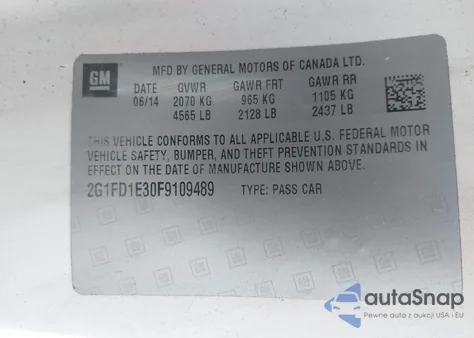 GM
MFD BY GENERAL MOTORS OF CANADA LTD.
DATE GVWR GAWR FRT GAWR RR
06/14 2070 KG 965 KG 1105 KG
4565 LB 2128 LB 2437 LB
THIS VEHICLE CONFORMS TO ALL APPLICABLE U.S. FEDERAL MOTOR
VEHICLE SAFETY, BUMPER, AND THEFT PREVENTION STANDARDS IN
EFFECT ON THE DATE OF MANUFACTURE SHOWN ABOVE.
2G1FD1E30F9109489 TYPE: PASS CAR
autoSnap
Pewne auta z aukcji USA i EU